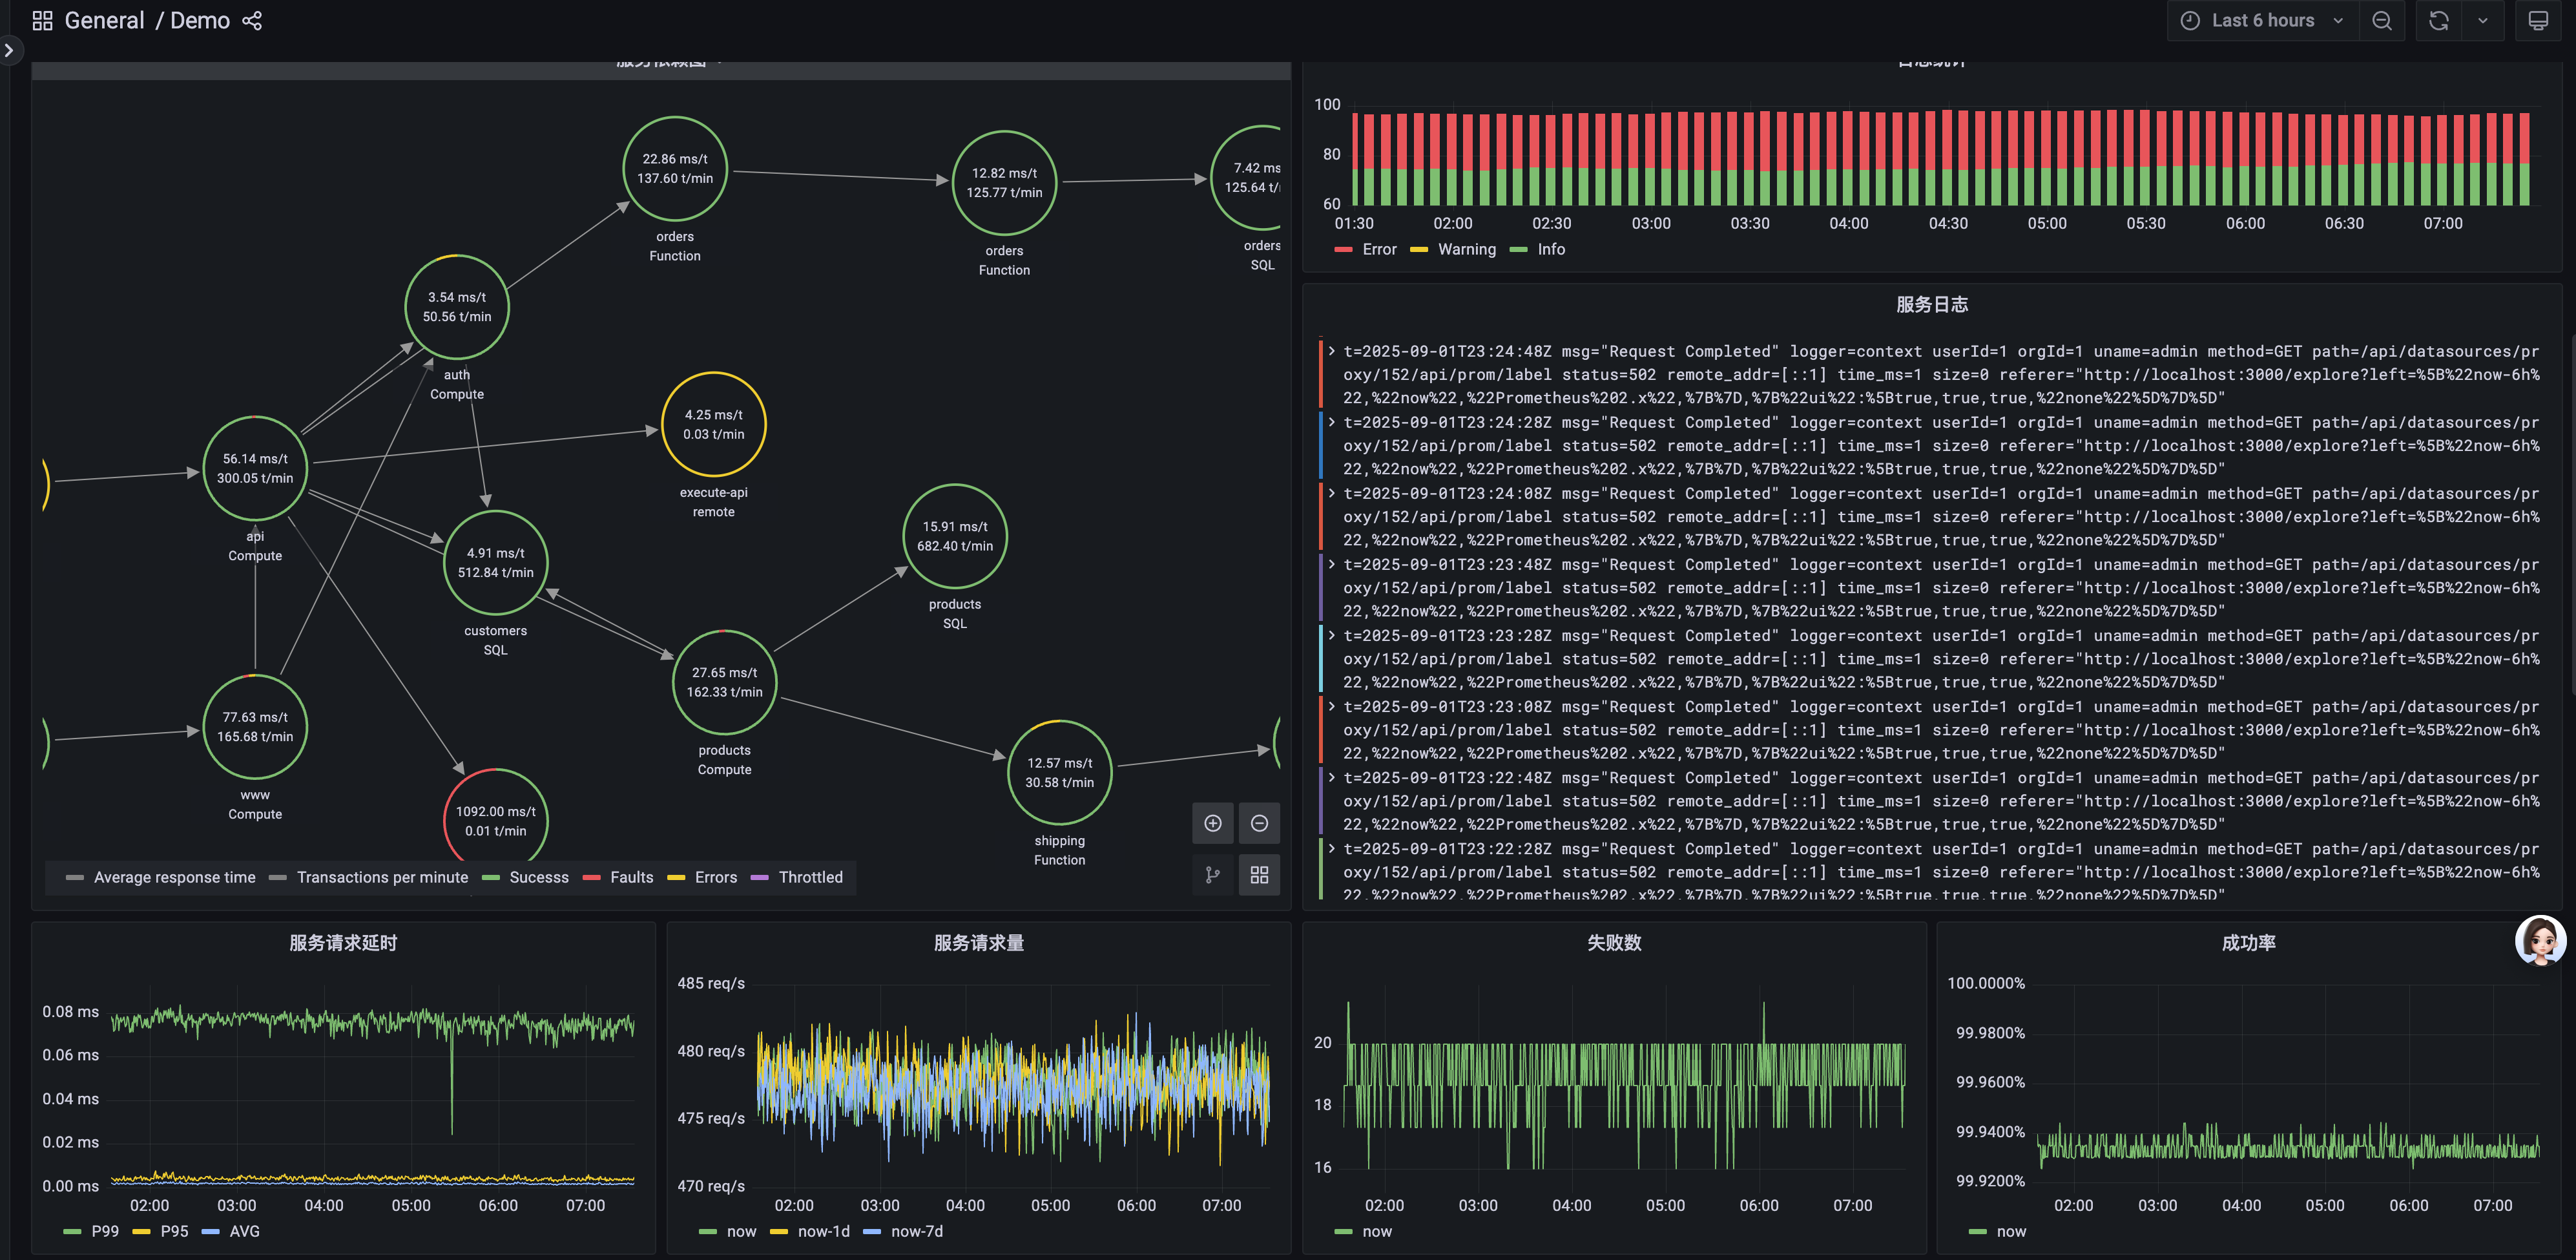 General / Demo
Last 6 hours
服务依赖图
22.86 ms/t
137.60 t/min
orders
Function
12.82 ms/t
125.77 t/min
orders
Function
7.42 ms
125.64 t/
orders
SQL
3.54 ms/t
50.56 t/min
auth
Compute
4.25 ms/t
0.03 t/min
execute-api
remote
56.14 ms/t
300.05 t/min
api
Compute
4.91 ms/t
512.84 t/min
customers
SQL
15.91 ms/t
682.40 t/min
products
SQL
27.65 ms/t
162.33 t/min
products
Compute
77.63 ms/t
165.68 t/min
www
Compute
12.57 ms/t
30.58 t/min
shipping
Function
1092.00 ms/t
0.01 t/min
Average response time Transactions per minute Sucesss Faults Errors Throttled
日志统计
100
80
60
01:30 02:00 02:30 03:00 03:30 04:00 04:30 05:00 05:30 06:00 06:30 07:00
Error Warning Info
服务日志
t=2025-09-01T23:24:48Z msg="Request Completed" logger=context userId=1 orgId=1 uname=admin method=GET path=/api/datasources/pr
oxy/152/api/prom/label status=502 remote_addr=[::1] time_ms=1 size=0 referer="http://localhost:3000/explore?left=%5B%22now-6h%
22,%22now%22,%22Prometheus%202.x%22,%7B%7D,%7B%22ui%22:%5Btrue,true,true,%22none%22%5D%7D%5D"
t=2025-09-01T23:24:28Z msg="Request Completed" logger=context userId=1 orgId=1 uname=admin method=GET path=/api/datasources/pr
oxy/152/api/prom/label status=502 remote_addr=[::1] time_ms=1 size=0 referer="http://localhost:3000/explore?left=%5B%22now-6h%
22,%22now%22,%22Prometheus%202.x%22,%7B%7D,%7B%22ui%22:%5Btrue,true,true,%22none%22%5D%7D%5D"
t=2025-09-01T23:24:08Z msg="Request Completed" logger=context userId=1 orgId=1 uname=admin method=GET path=/api/datasources/pr
oxy/152/api/prom/label status=502 remote_addr=[::1] time_ms=1 size=0 referer="http://localhost:3000/explore?left=%5B%22now-6h%
22,%22now%22,%22Prometheus%202.x%22,%7B%7D,%7B%22ui%22:%5Btrue,true,true,%22none%22%5D%7D%5D"
t=2025-09-01T23:23:48Z msg="Request Completed" logger=context userId=1 orgId=1 uname=admin method=GET path=/api/datasources/pr
oxy/152/api/prom/label status=502 remote_addr=[::1] time_ms=1 size=0 referer="http://localhost:3000/explore?left=%5B%22now-6h%
22,%22now%22,%22Prometheus%202.x%22,%7B%7D,%7B%22ui%22:%5Btrue,true,true,%22none%22%5D%7D%5D"
t=2025-09-01T23:23:28Z msg="Request Completed" logger=context userId=1 orgId=1 uname=admin method=GET path=/api/datasources/pr
oxy/152/api/prom/label status=502 remote_addr=[::1] time_ms=1 size=0 referer="http://localhost:3000/explore?left=%5B%22now-6h%
22,%22now%22,%22Prometheus%202.x%22,%7B%7D,%7B%22ui%22:%5Btrue,true,true,%22none%22%5D%7D%5D"
t=2025-09-01T23:23:08Z msg="Request Completed" logger=context userId=1 orgId=1 uname=admin method=GET path=/api/datasources/pr
oxy/152/api/prom/label status=502 remote_addr=[::1] time_ms=1 size=0 referer="http://localhost:3000/explore?left=%5B%22now-6h%
22,%22now%22,%22Prometheus%202.x%22,%7B%7D,%7B%22ui%22:%5Btrue,true,true,%22none%22%5D%7D%5D"
t=2025-09-01T23:22:48Z msg="Request Completed" logger=context userId=1 orgId=1 uname=admin method=GET path=/api/datasources/pr
oxy/152/api/prom/label status=502 remote_addr=[::1] time_ms=1 size=0 referer="http://localhost:3000/explore?left=%5B%22now-6h%
22,%22now%22,%22Prometheus%202.x%22,%7B%7D,%7B%22ui%22:%5Btrue,true,true,%22none%22%5D%7D%5D"
t=2025-09-01T23:22:28Z msg="Request Completed" logger=context userId=1 orgId=1 uname=admin method=GET path=/api/datasources/pr
oxy/152/api/prom/label status=502 remote_addr=[::1] time_ms=1 size=0 referer="http://localhost:3000/explore?left=%5B%22now-6h%
22,%22now%22,%22Prometheus%202.x%22,%7B%7D,%7B%22ui%22:%5Btrue,true,true,%22none%22%5D%7D%5D"
服务请求延时
0.08 ms
0.06 ms
0.04 ms
0.02 ms
0.00 ms
02:00 03:00 04:00 05:00 06:00 07:00
P99 P95 AVG
服务请求量
485 req/s
480 req/s
475 req/s
470 req/s
02:00 03:00 04:00 05:00 06:00 07:00
now now-1d now-7d
失败数
20
18
16
02:00 03:00 04:00 05:00 06:00 07:00
now
成功率
100.0000%
99.9800%
99.9600%
99.9400%
99.9200%
02:00 03:00 04:00 05:00 06:00 07:00
now